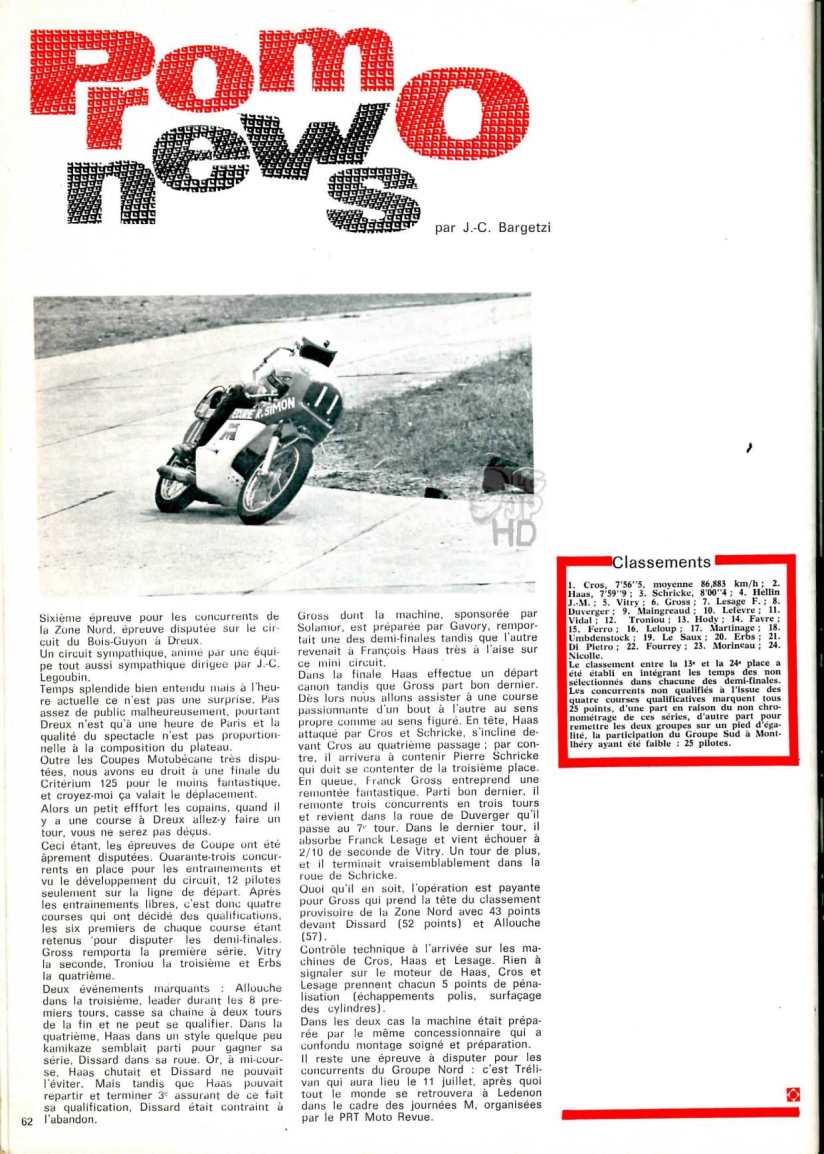 Promo
news
par J.-C. Bargetzi
ECURIE R. SIMON
11
M
HD
Sixième épreuve pour les concurrents de
la Zone Nord, épreuve disputée sur le cir-
cuit du Bois-Guyon à Dreux.
Un circuit sympathique, animé par une équi-
pe tout aussi sympathique dirigée par J.-C.
Legoubin.
Temps splendide bien entendu mais à l'heu-
re actuelle ce n'est pas une surprise. Pas
assez de public malheureusement, pourtant
Dreux n'est qu'à une heure de Paris et la
qualité du spectacle n'est pas proportion-
nelle à la composition du plateau.
Outre les Coupes Motobécane très dispu-
tées, nous avons eu droit à une finale du
Critérium 125 pour le moins fantastique,
et croyez-moi ça valait le déplacement.
Alors un petit efffort les copains, quand il
y a une course à Dreux allez-y faire un
tour, vous ne serez pas déçus.
Ceci étant, les épreuves de Coupe ont été
âprement disputées. Quarante-trois concur-
rents en place pour les entrainements et
vu le développement du circuit, 12 pilotes
seulement sur la ligne de départ. Après
les entrainements libres, c'est donc quatre
courses qui ont décidé des qualifications,
les six premiers de chaque course étant
retenus 'pour disputer les demi-finales.
Gross remporta la première série, Vitry
la seconde, Troniou la troisième et Erbs
la quatrième.
Deux événements marquants : Allouche
dans la troisième, leader durant les 8 pre-
miers tours, casse sa chaine à deux tours
de la fin et ne peut se qualifier. Dans la
quatrième, Haas dans un style quelque peu
kamikaze semblait parti pour gagner sa
série, Dissard dans sa roue. Or, à mi-cour-
se, Haas chutait et Dissard ne pouvait
l'éviter. Mais tandis que Haas pouvait
repartir et terminer 3e assurant de ce fait
sa qualification, Dissard était contraint à
l'abandon.
62
Gross dont la machine, sponsorée par
Solamur, est préparée par Gavory, rempor-
tait une des demi-finales tandis que l'autre
revenait à François Haas très à l'aise sur
ce mini circuit.
Dans la finale Haas effectue un départ
canon tandis que Gross part bon dernier.
Dès lors nous allons assister à une course
passionnante d'un bout à l'autre au sens
propre comme au sens figuré. En tête, Haas
attaqué par Cros et Schricke, s'incline de-
vant Cros au quatrième passage ; par con-
tre, il arrivera à contenir Pierre Schricke
qui doit se contenter de la troisième place.
En queue, Franck Gross entreprend une
remontée fantastique. Parti bon dernier, il
remonte trois concurrents en trois tours
et revient dans la roue de Duverger qu'il
passe au 7e tour. Dans le dernier tour, il
absorbe Franck Lesage et vient échouer à
2/10 de seconde de Vitry. Un tour de plus,
et il terminait vraisemblablement dans la
roue de Schricke.
Quoi qu'il en soit, l'opération est payante
pour Gross qui prend la tête du classement
provisoire de la Zone Nord avec 43 points
devant Dissard (52 points) et Allouche
(57).
Contrôle technique à l'arrivée sur les ma-
chines de Cros, Haas et Lesage. Rien à
signaler sur le moteur de Haas, Cros et
Lesage prennent chacun 5 points de péna-
lisation (échappements polis, surfaçage
des cylindres).
Dans les deux cas la machine était prépa-
rée par le même concessionnaire qui a
confondu montage soigné et préparation.
Il reste une épreuve à disputer pour les
concurrents du Groupe Nord : c'est Tréli-
van qui aura lieu le 11 juillet, après quoi
tout le monde se retrouvera à Ledenon
dans le cadre des journées M, organisées
par le PRT Moto Revue.
Classements
1. Cros, 7'56''5, moyenne 86,883 km/h ; 2.
Haas, 7'59''9 ; 3. Schricke, 8'00''4 ; 4. Hellin
J.-M. ; 5. Vitry ; 6. Gross ; 7. Lesage F. ; 8.
Duverger ; 9. Maingreaud ; 10. Lefèvre ; 11.
Vidal ; 12. Troniou ; 13. Hody ; 14. Favre ;
15. Ferro ; 16. Leloup ; 17. Martinage ; 18.
Umbdenstock ; 19. Le Saux ; 20. Erbs ; 21.
Di Pietro ; 22. Fourrey ; 23. Morineau ; 24.
Nicolle.
Le classement entre la 13e et la 24e place a
été établi en intégrant les temps des non
sélectionnés dans chacune des demi-finales.
Les concurrents non qualifiés à l'issue des
quatre courses qualificatives marquent tous
25 points, d'une part en raison du non chro-
nométrage de ces séries, d'autre part pour
remettre les deux groupes sur un pied d'éga-
lité, la participation du Groupe Sud à Mont-
lhéry ayant été faible : 25 pilotes.